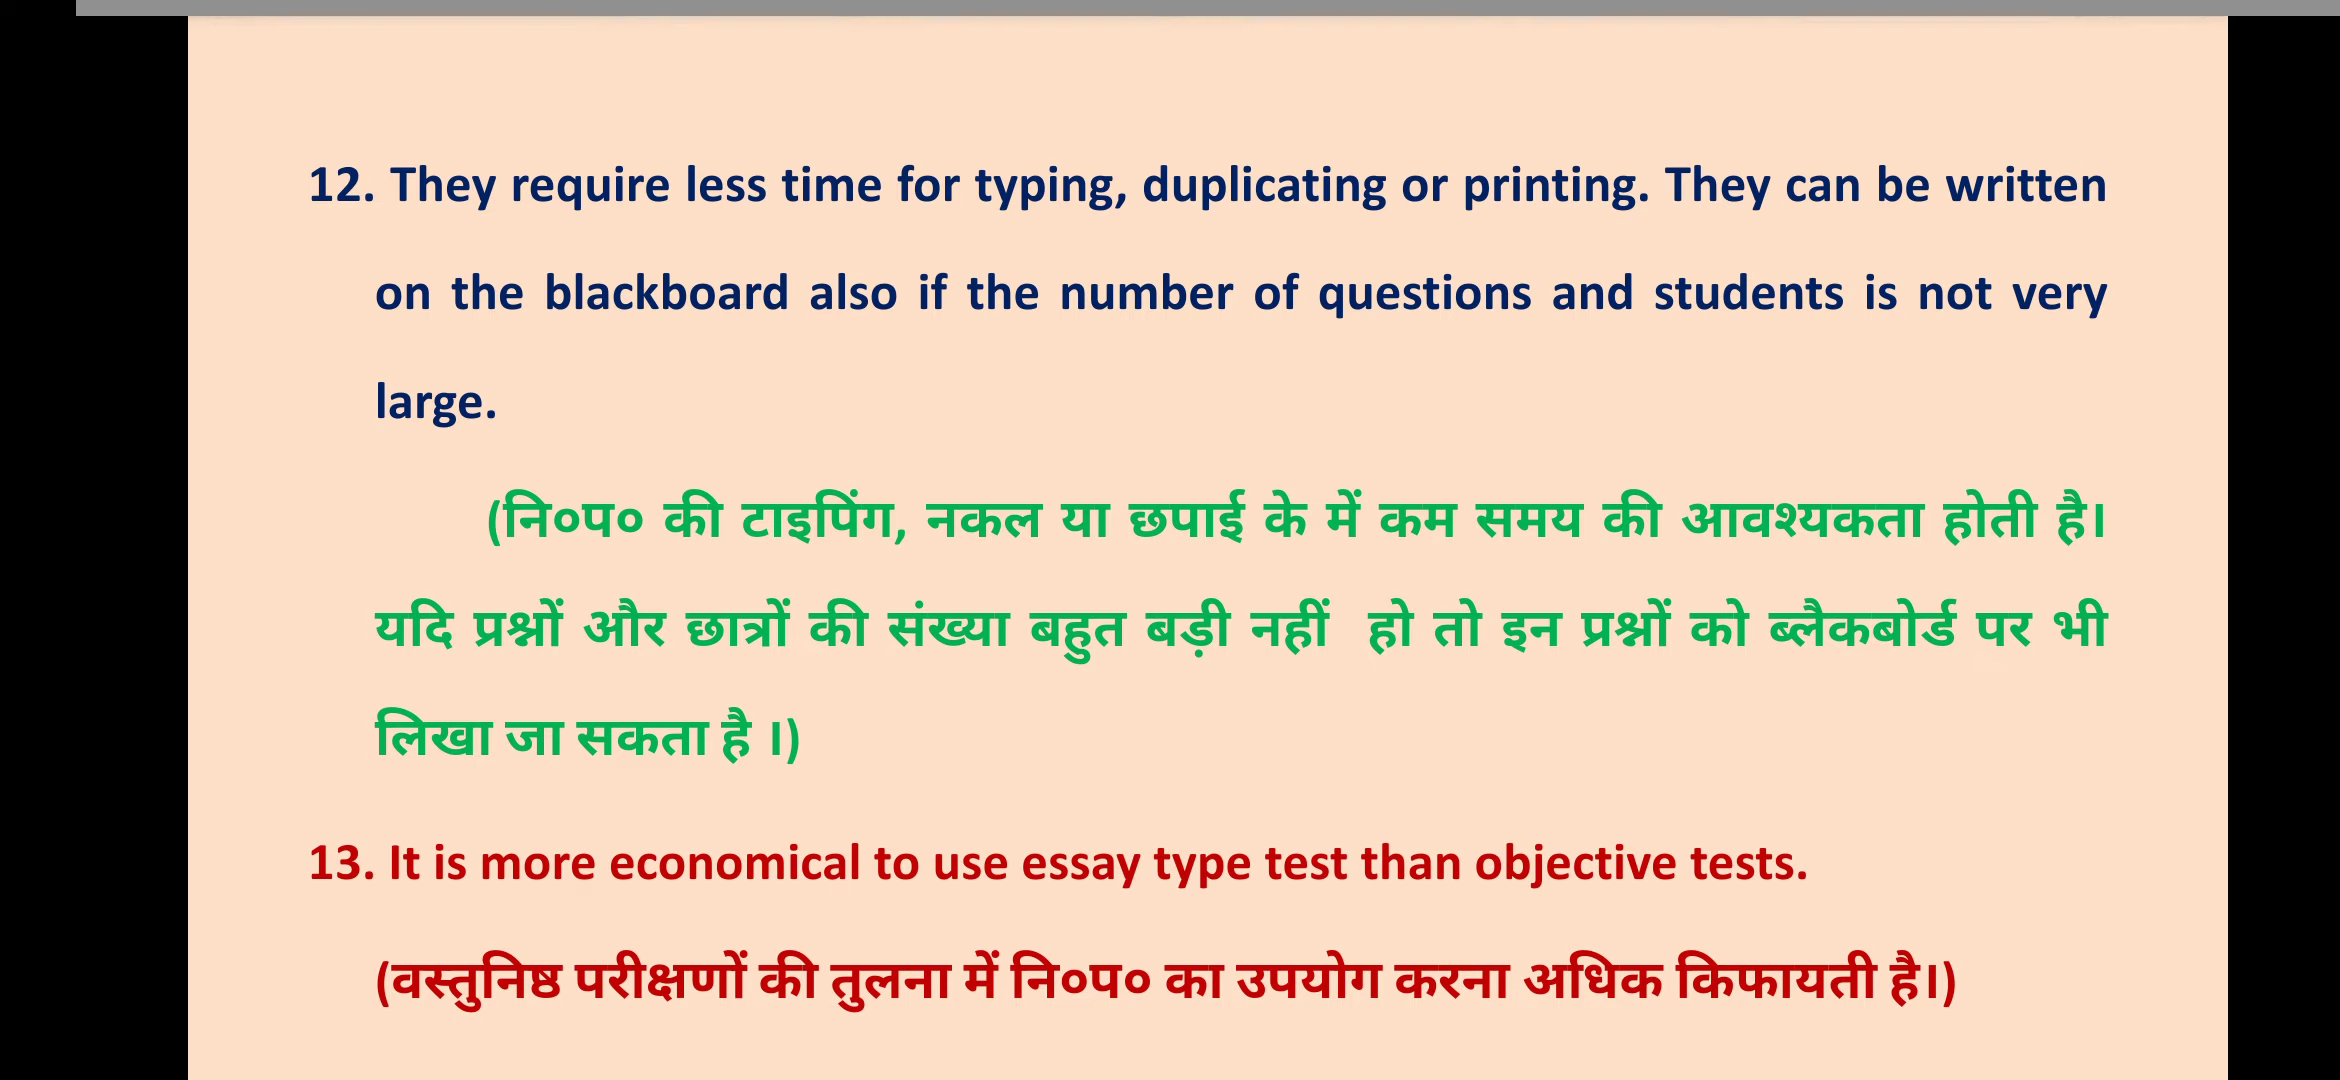 12. They require less time for typing, duplicating or printing. They can be written
on the blackboard also if the number of questions and students is not very
large.
(नि०प० की टाइपिंग, नकल या छपाई के में कम समय की आवश्यकता होती है।
यदि प्रश्नों और छात्रों की संख्या बहुत बड़ी नहीं हो तो इन प्रश्नों को ब्लैकबोर्ड पर भी
लिखा जा सकता है ।)
13. It is more economical to use essay type test than objective tests.
(वस्तुनिष्ठ परीक्षणों की तुलना में नि०प० का उपयोग करना अधिक किफायती है।)